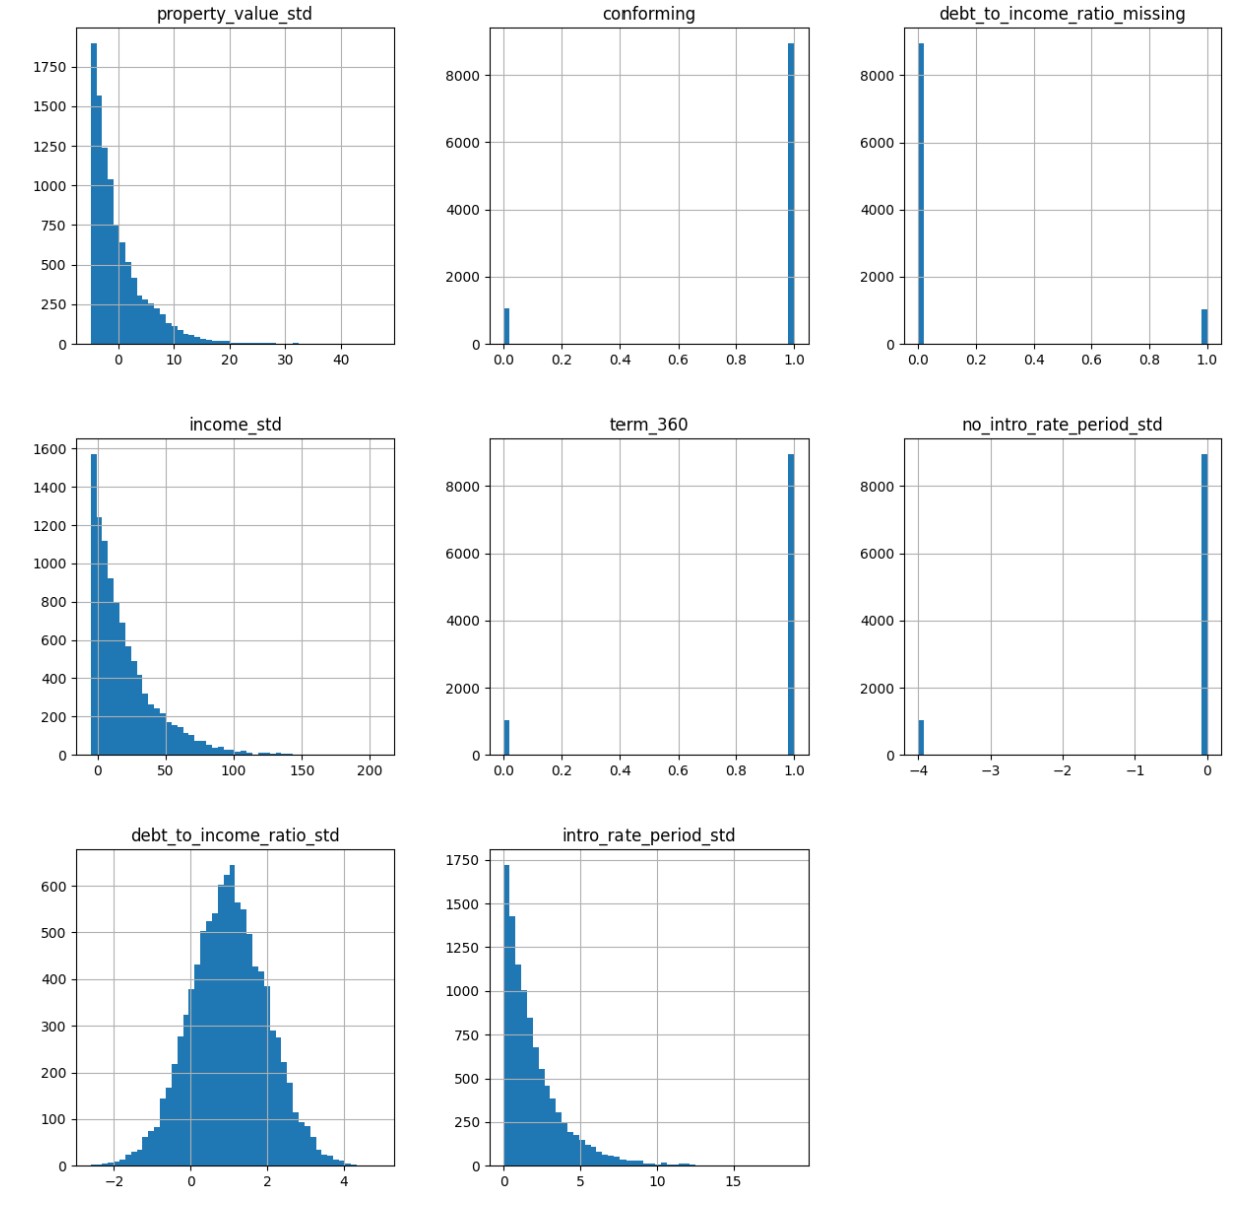 property_value_std conforming debt_to_income_ratio_missing
1750 8000 8000
1500
1250 6000 6000
1000
750 4000 4000
500
2000 2000
250
0 0 0
0 10 20 30 40 0.0 0.2 0.4 0.6 0.8 1.0 0.0 0.2 0.4 0.6 0.8 1.0
income_std term_360 no_intro_rate_period_std
1600
1400 8000 8000
1200
1000 6000 6000
800
600 4000 4000
400
200 2000 2000
0 0 0
0 50 100 150 200 0.0 0.2 0.4 0.6 0.8 1.0 −4 −3 −2 −1 0
debt_to_income_ratio_std intro_rate_period_std
1750
600
1500
500
1250
400
1000
300
750
200
500
100
250
0 0
−2 0 2 4 0 5 10 15